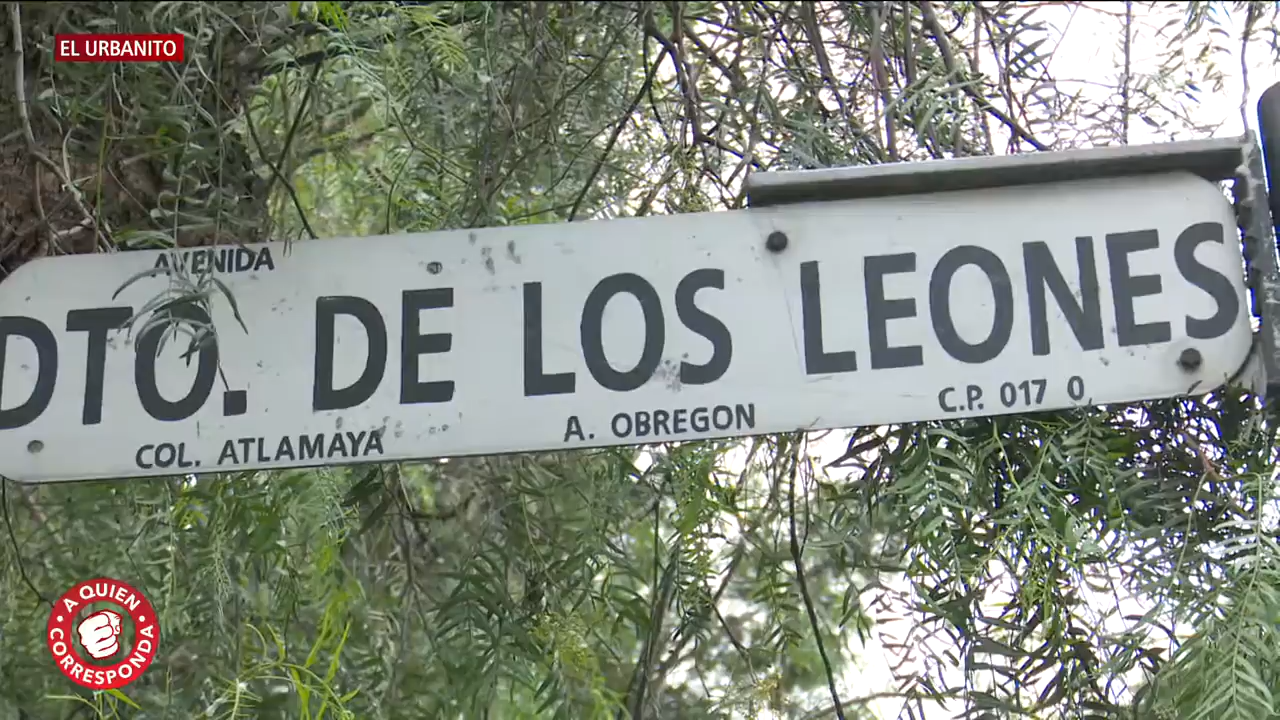 EL URBANITO
AVENIDA
DTO. DE LOS LEONES
COL. ATLAMAYA A. OBREGON C.P. 017 0
A QUIEN CORRESPONDA